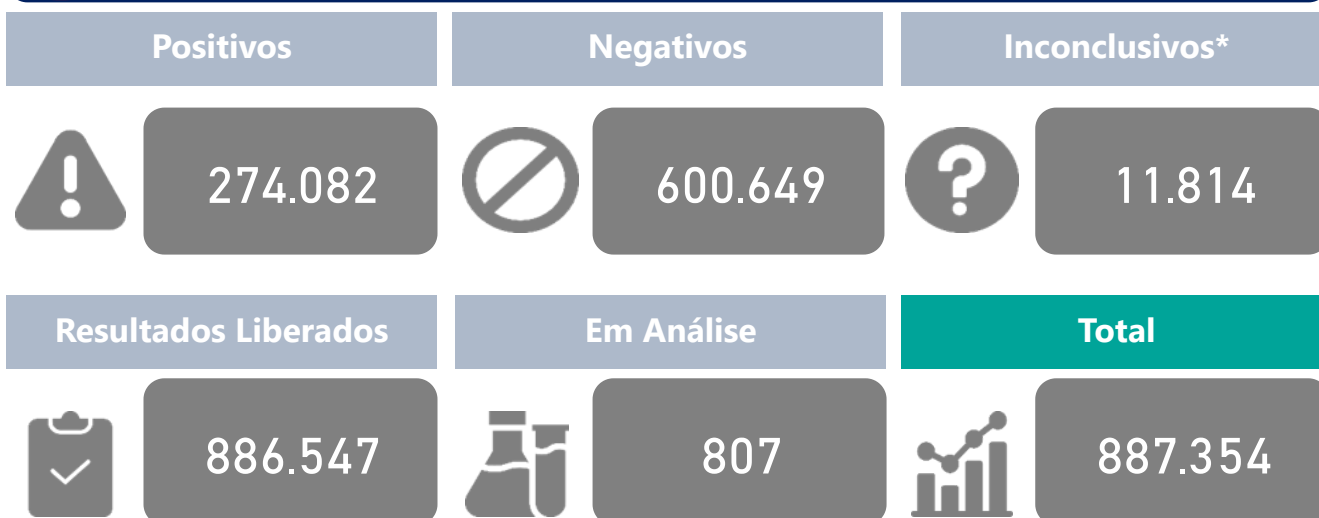 Positivos
Negativos
Inconclusivos*
274.082
600.649
11.814
Resultados Liberados
Em Análise
Total
886.547
807
887.354